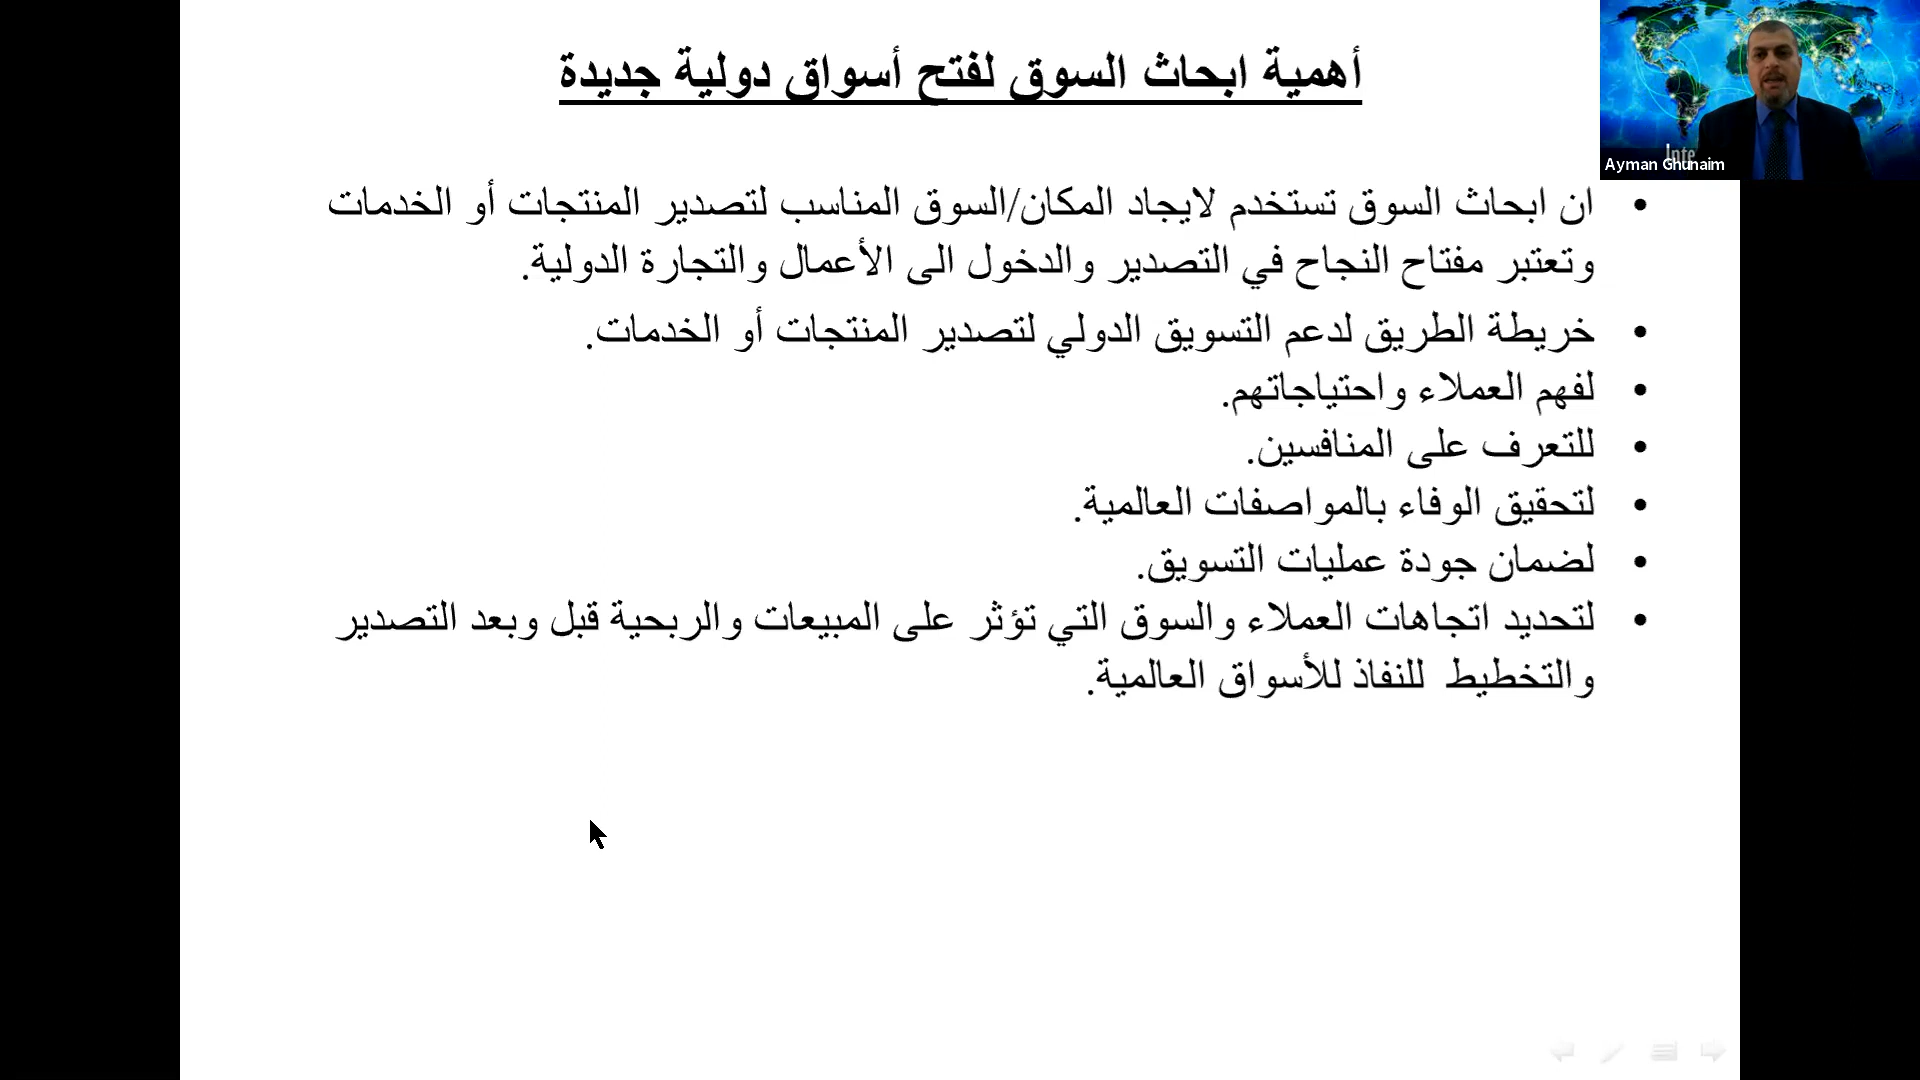 أهمية ابحاث السوق لفتح أسواق دولية جديدة
Ayman Ghunaim
• ان ابحاث السوق تستخدم لايجاد المكان/السوق المناسب لتصدير المنتجات أو الخدمات
وتعتبر مفتاح النجاح في التصدير والدخول الى الأعمال والتجارة الدولية.
• خريطة الطريق لدعم التسويق الدولي لتصدير المنتجات أو الخدمات.
• لفهم العملاء واحتياجاتهم.
• للتعرف على المنافسين.
• لتحقيق الوفاء بالمواصفات العالمية.
• لضمان جودة عمليات التسويق.
• لتحديد اتجاهات العملاء والسوق التي تؤثر على المبيعات والربحية قبل وبعد التصدير
والتخطيط للنفاذ للأسواق العالمية.